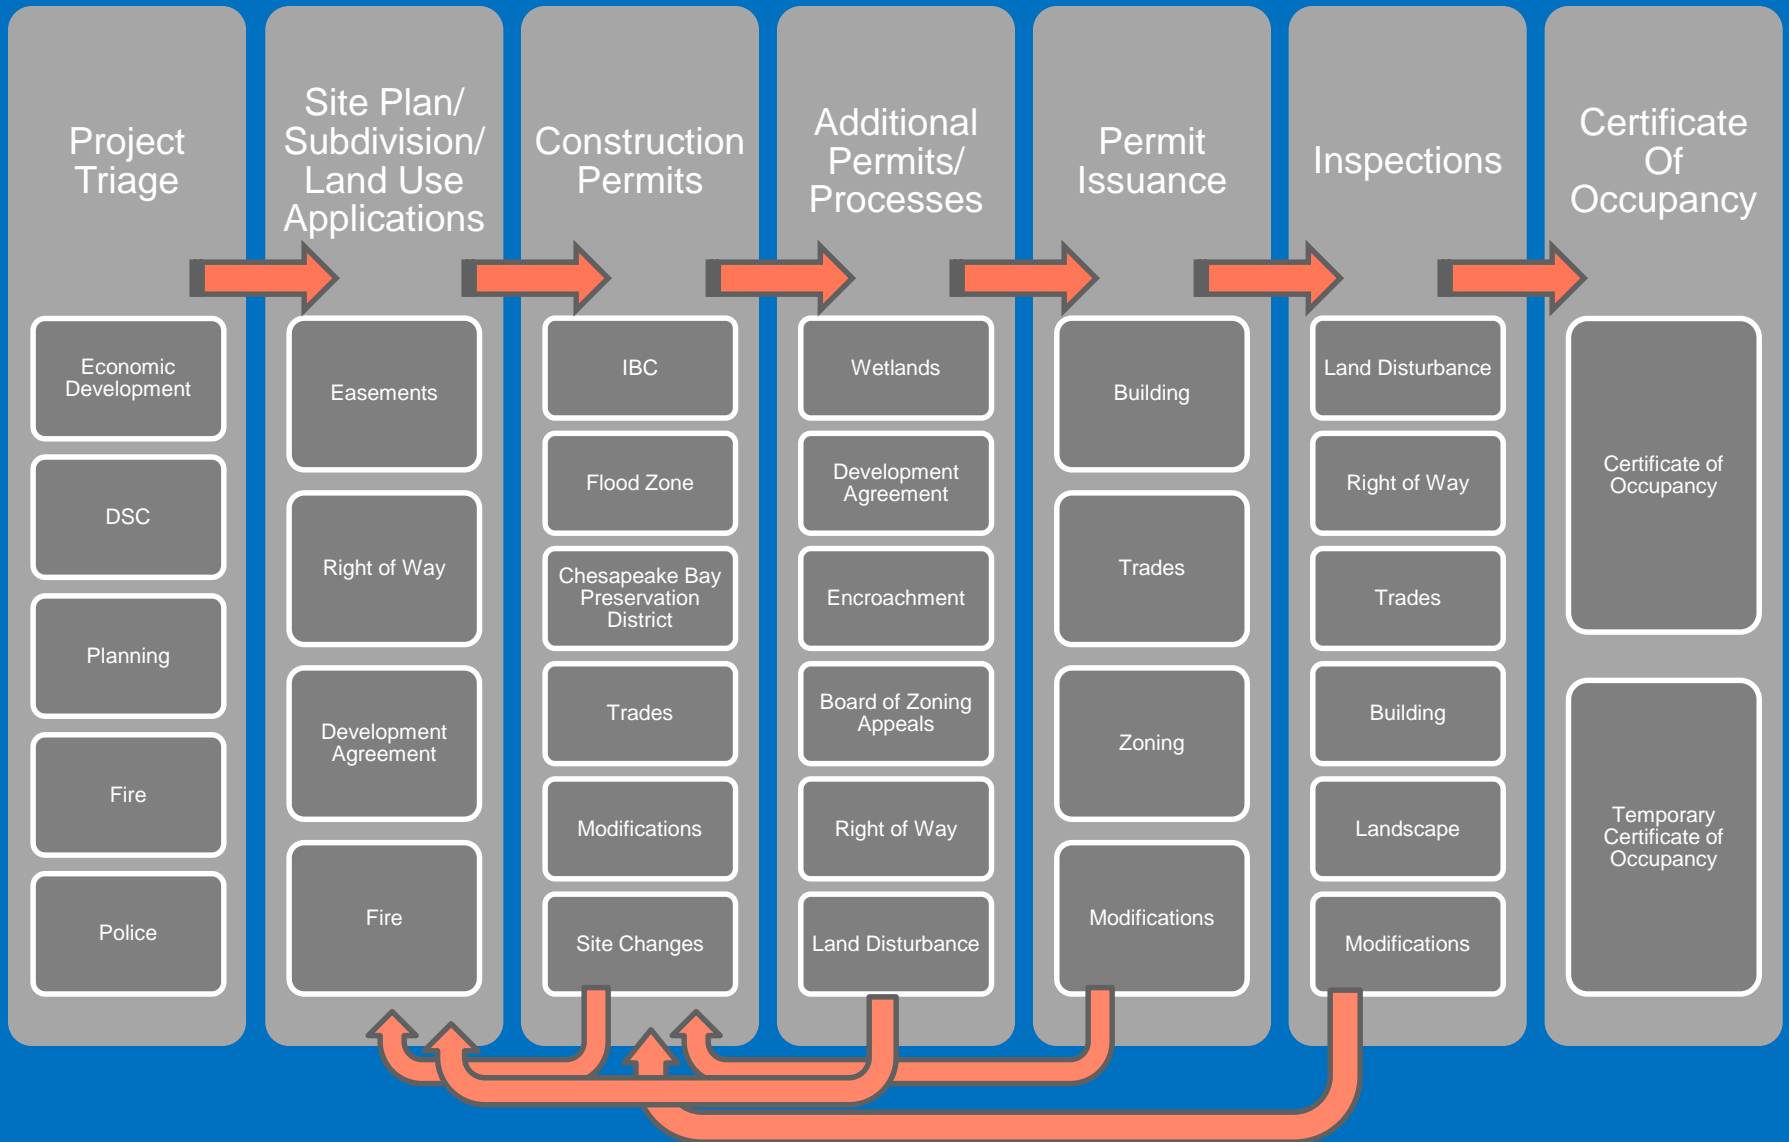 Project
Triage
Economic
Development
DSC
Planning
Fire
Police
Site Plan/
Subdivision/
Land Use
Applications
Easements
Right of Way
Development
Agreement
Fire
Construction
Permits
IBC
Flood Zone
Chesapeake Bay
Preservation
District
Trades
Modifications
Site Changes
Additional
Permits/
Processes
Wetlands
Development
Agreement
Encroachment
Board of Zoning
Appeals
Right of Way
Land Disturbance
Permit
Issuance
Building
Trades
Zoning
Modifications
Inspections
Land Disturbance
Right of Way
Trades
Building
Landscape
Modifications
Certificate
Of
Occupancy
Certificate of
Occupancy
Temporary
Certificate of
Occupancy